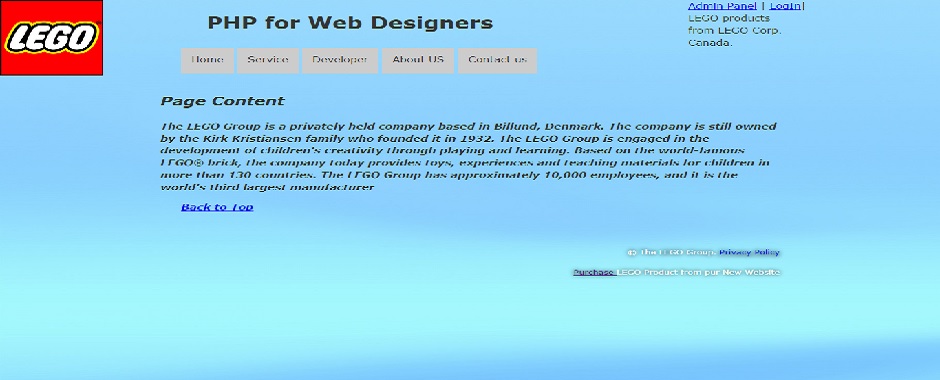 LEGO
PHP for Web Designers
Admin Panel | LogIn|
LEGO products
from LEGO Corp.
Canada.
Home Service Developer About US Contact us
Page Content
The LEGO Group is a privately held company based in Billund, Denmark. The company is still owned
by the Kirk Kristiansen family who founded it in 1932. The LEGO Group is engaged in the
development of children's creativity through playing and learning. Based on the world-famous
LEGO® brick, the company today provides toys, experiences and teaching materials for children in
more than 130 countries. The LEGO Group has approximately 10,000 employees, and it is the
world's third largest manufacturer
Back to Top
© The LEGO Group. Privacy Policy
Purchase LEGO Product from our New Website